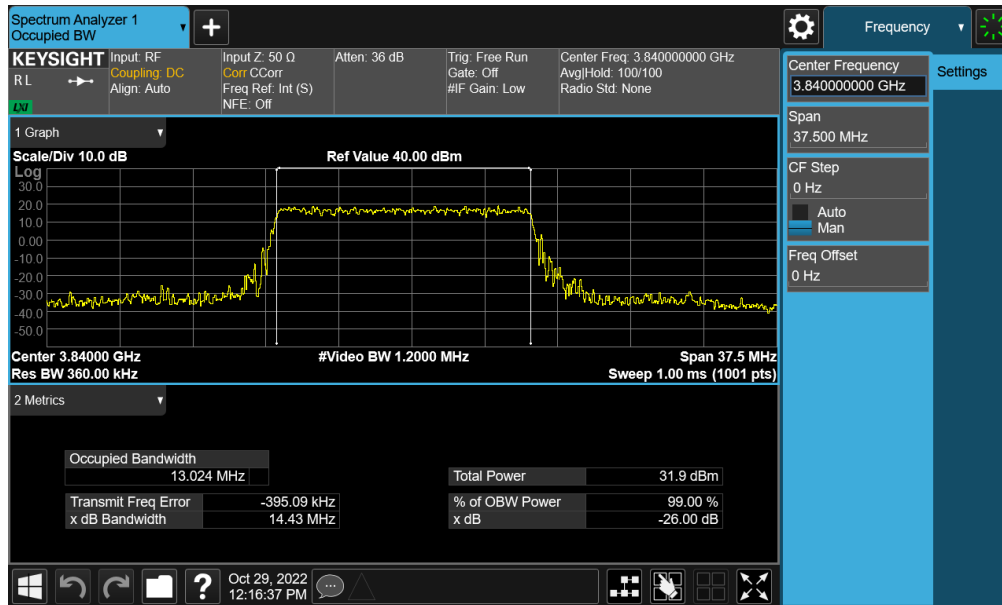 Spectrum Analyzer 1
Occupied BW
+
Frequency
KEYSIGHT
R L
LXI
Input: RF
Coupling: DC
Align: Auto
Input Z: 50 Ω
Corr CCorr
Freq Ref: Int (S)
NFE: Off
Atten: 36 dB
Trig: Free Run
Gate: Off
#IF Gain: Low
Center Freq: 3.840000000 GHz
Avg|Hold: 100/100
Radio Std: None
Center Frequency
3.840000000 GHz
Settings
Span
37.500 MHz
CF Step
0 Hz
Auto
Man
Freq Offset
0 Hz
1 Graph
Scale/Div 10.0 dB
Ref Value 40.00 dBm
Log
30.0
20.0
10.0
0.00
-10.0
-20.0
-30.0
-40.0
-50.0
Center 3.84000 GHz
#Video BW 1.2000 MHz
Span 37.5 MHz
Res BW 360.00 kHz
Sweep 1.00 ms (1001 pts)
2 Metrics
Occupied Bandwidth
13.024 MHz
Total Power 31.9 dBm
Transmit Freq Error -395.09 kHz
% of OBW Power 99.00 %
x dB Bandwidth 14.43 MHz
x dB -26.00 dB
?
Oct 29, 2022
12:16:37 PM